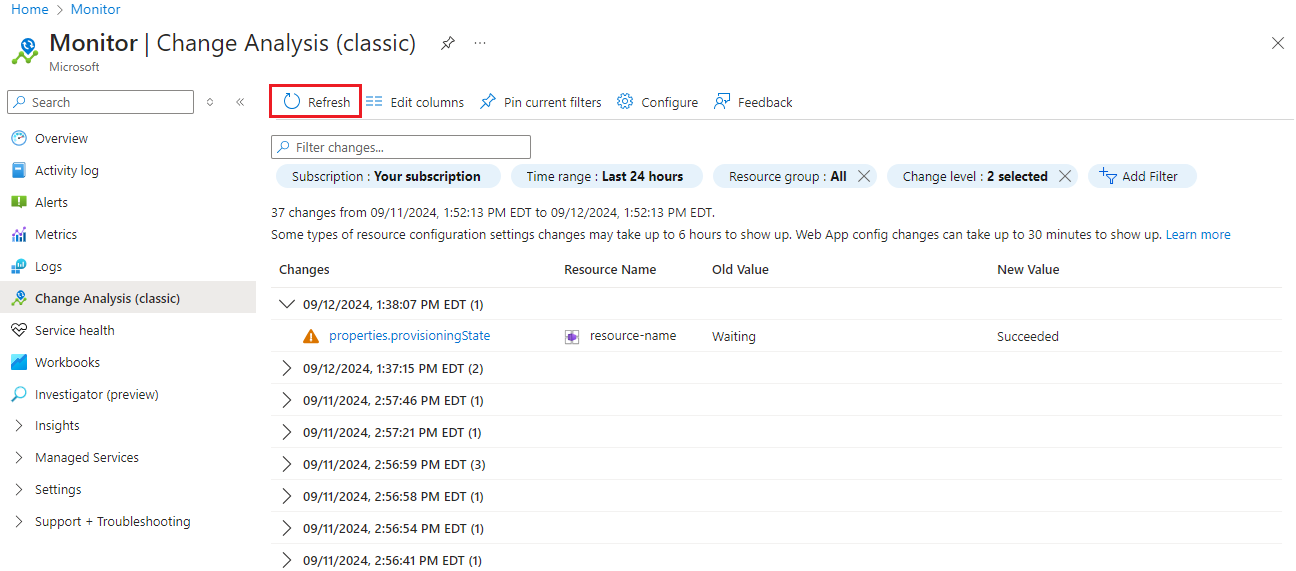 Home > Monitor
Monitor | Change Analysis (classic) ...
Microsoft
Search
Refresh Edit columns Pin current filters Configure Feedback
Overview
Activity log
Alerts
Metrics
Logs
Change Analysis (classic)
Service health
Workbooks
Investigator (preview)
Insights
Managed Services
Settings
Support + Troubleshooting
Filter changes...
Subscription : Your subscription Time range : Last 24 hours Resource group : All Change level : 2 selected Add Filter
37 changes from 09/11/2024, 1:52:13 PM EDT to 09/12/2024, 1:52:13 PM EDT.
Some types of resource configuration settings changes may take up to 6 hours to show up. Web App config changes can take up to 30 minutes to show up. Learn more
Changes Resource Name Old Value New Value
09/12/2024, 1:38:07 PM EDT (1)
properties.provisioningState resource-name Waiting Succeeded
09/12/2024, 1:37:15 PM EDT (2)
09/11/2024, 2:57:46 PM EDT (1)
09/11/2024, 2:57:21 PM EDT (1)
09/11/2024, 2:56:59 PM EDT (3)
09/11/2024, 2:56:58 PM EDT (1)
09/11/2024, 2:56:54 PM EDT (1)
09/11/2024, 2:56:41 PM EDT (1)